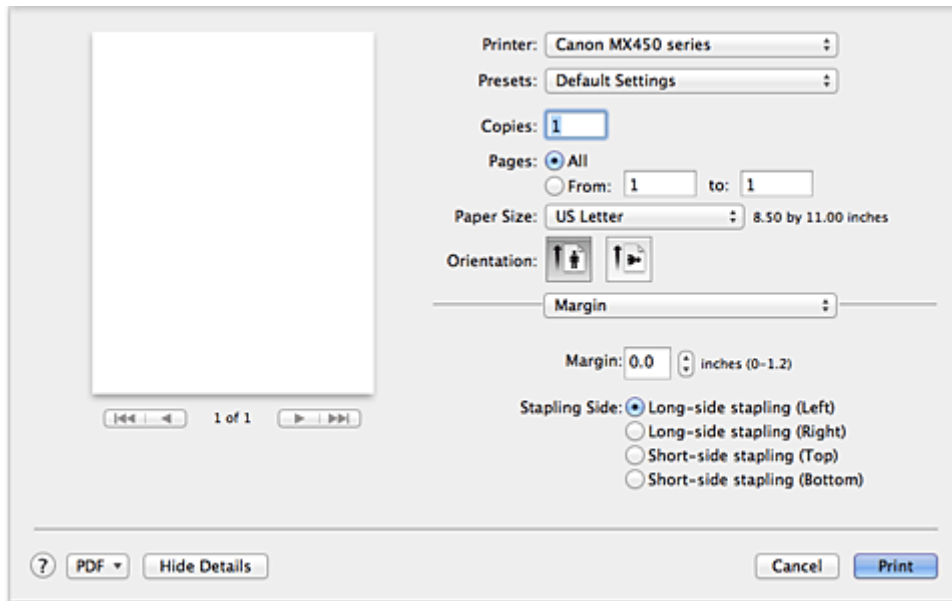 Printer: Canon MX450 series
Presets: Default Settings
Copies: 1
Pages: All
From: 1 to: 1
Paper Size: US Letter 8.50 by 11.00 inches
Orientation:
Margin
Margin: 0.0 inches (0-1.2)
1 of 1
Stapling Side: Long-side stapling (Left)
Long-side stapling (Right)
Short-side stapling (Top)
Short-side stapling (Bottom)
? PDF Hide Details Cancel Print